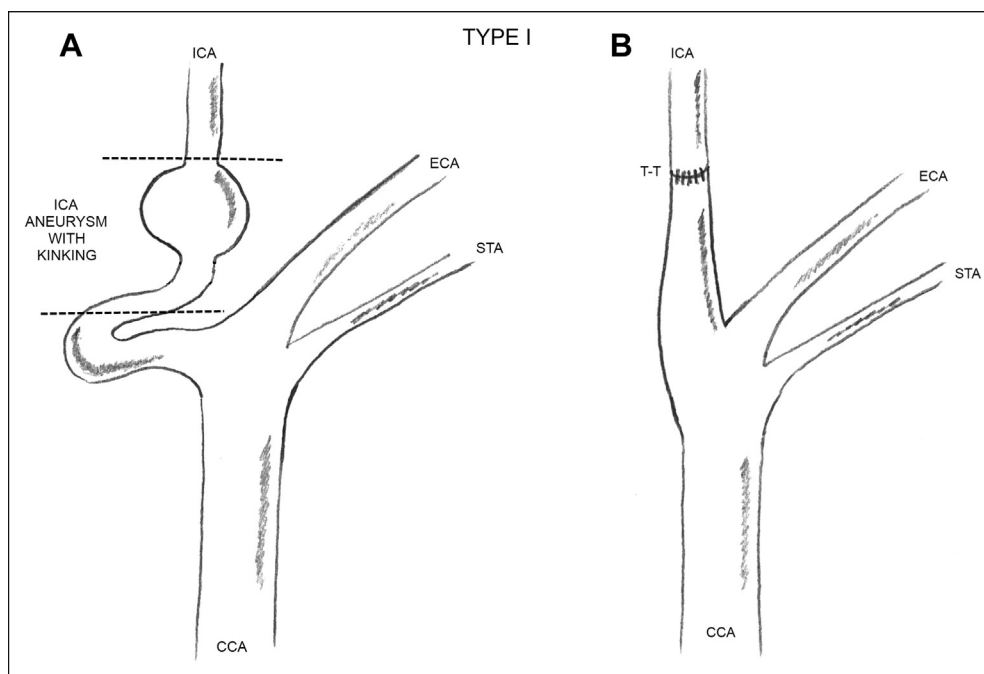 TYPE I
A
ICA
ECA
ICA
ANEURYSM
WITH
KINKING
STA
CCA
B
ICA
T-T
ECA
STA
CCA